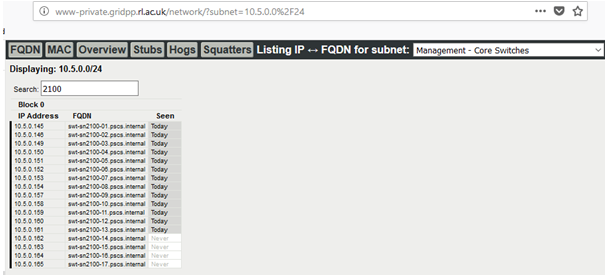 www-private.gridpp.rl.ac.uk/network/?subnet=10.5.0.0%2F24
FQDN MAC Overview Stubs Hogs Squatters Listing IP ↔ FQDN for subnet: Management - Core Switches
Displaying: 10.5.0.0/24
Search: 2100
Block 0
IP Address FQDN Seen
10.5.0.145 swt-sn2100-01.pscs.internal Today
10.5.0.146 swt-sn2100-02.pscs.internal Today
10.5.0.149 swt-sn2100-03.pscs.internal Today
10.5.0.150 swt-sn2100-04.pscs.internal Today
10.5.0.151 swt-sn2100-05.pscs.internal Today
10.5.0.152 swt-sn2100-06.pscs.internal Today
10.5.0.153 swt-sn2100-07.pscs.internal Today
10.5.0.154 swt-sn2100-08.pscs.internal Today
10.5.0.157 swt-sn2100-09.pscs.internal Today
10.5.0.158 swt-sn2100-10.pscs.internal Today
10.5.0.159 swt-sn2100-11.pscs.internal Today
10.5.0.160 swt-sn2100-12.pscs.internal Today
10.5.0.161 swt-sn2100-13.pscs.internal Today
10.5.0.162 swt-sn2100-14.pscs.internal Never
10.5.0.163 swt-sn2100-15.pscs.internal Never
10.5.0.164 swt-sn2100-16.pscs.internal Never
10.5.0.165 swt-sn2100-17.pscs.internal Never